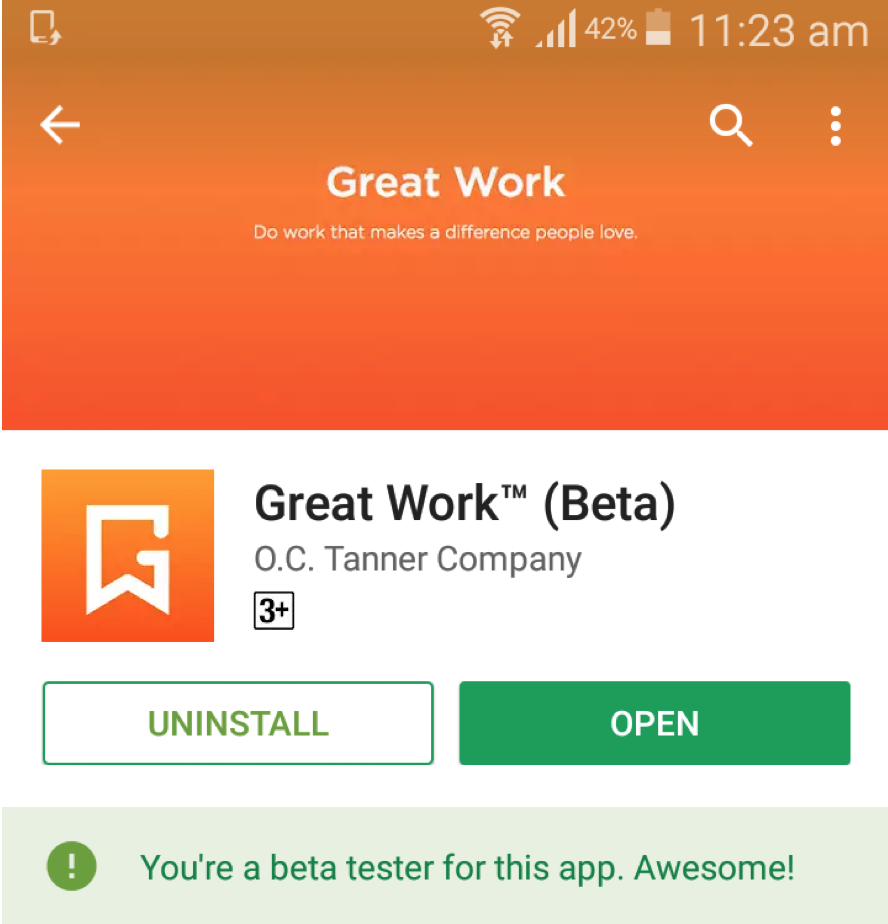 42% 11:23 am
Great Work
Do work that makes a difference people love.
Great Work™ (Beta)
O.C. Tanner Company
3+
UNINSTALL
OPEN
You're a beta tester for this app. Awesome!